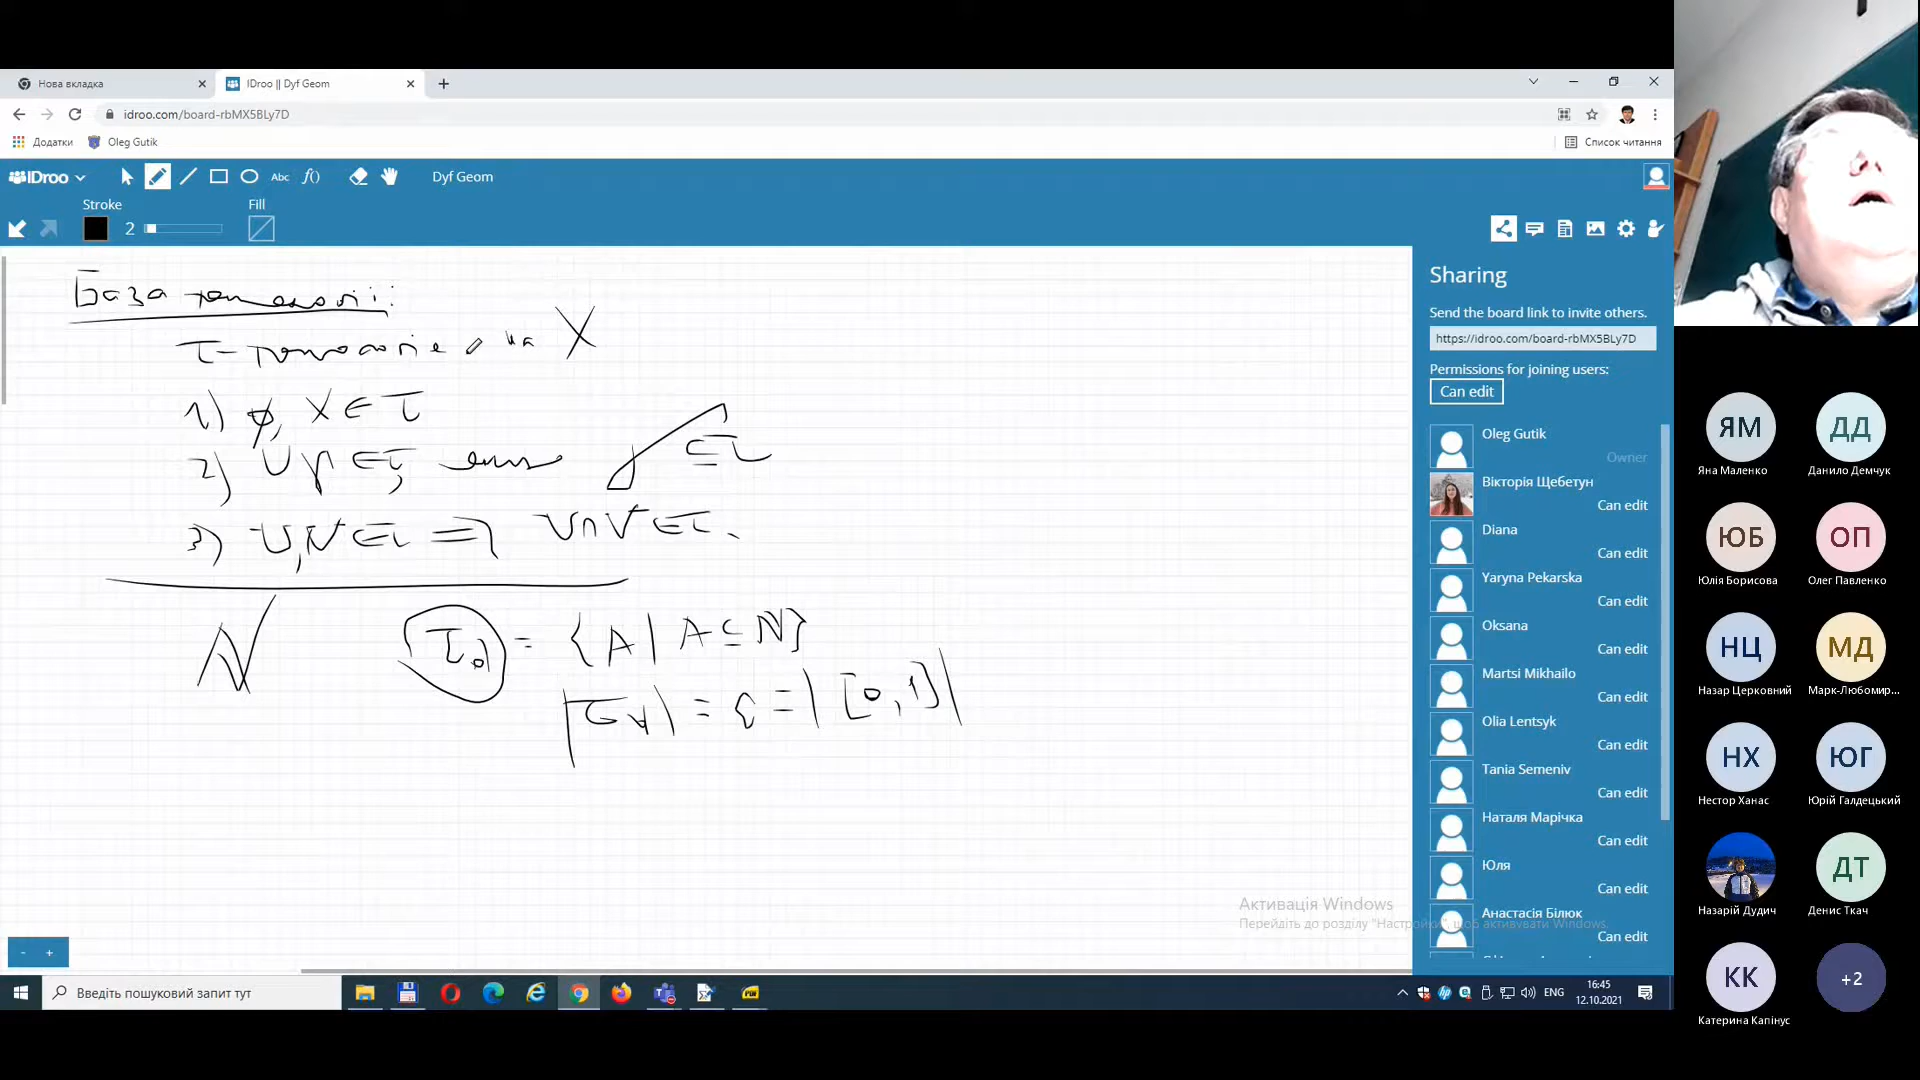 Нова вкладка
IDroo || Dyf Geom
idroo.com/board-rbMX5BLy7D
Додатки
Oleg Gutik
Список читання
IDroo
Abc
f()
Dyf Geom
Stroke
Fill
2
База топології:
τ-топологія на X
1) ∅, X ∈ τ
2) ∪γ ∈ τ, γ ⊆ τ
3) U,V ∈ τ ⇒ U∩V ∈ τ.
N τd = {A | A ⊆ N}
|τd| = c = |[0,1]|
Sharing
Send the board link to invite others.
https://idroo.com/board-rbMX5BLy7D
Permissions for joining users:
Can edit
Oleg Gutik
Owner
Вікторія Щебетун
Can edit
Diana
Can edit
Yaryna Pekarska
Can edit
Oksana
Can edit
Martsi Mikhailo
Can edit
Olia Lentsyk
Can edit
Tania Semeniv
Can edit
Наталя Марічка
Can edit
Юля
Can edit
Анастасія Білюк
Can edit
Активація Windows
Перейдіть до розділу "Настройки", щоб активувати Windows.
- +
Введіть пошуковий запит тут
ENG
16:45
12.10.2021
ЯМ
Яна Маленко
ДД
Данило Демчук
ЮБ
Юлія Борисова
ОП
Олег Павленко
НЦ
Назар Церковний
МД
Марк-Любомир...
НХ
Нестор Ханас
ЮГ
Юрій Галдецький
Назарій Дудич
ДТ
Денис Ткач
КК
Катерина Капінус
+2